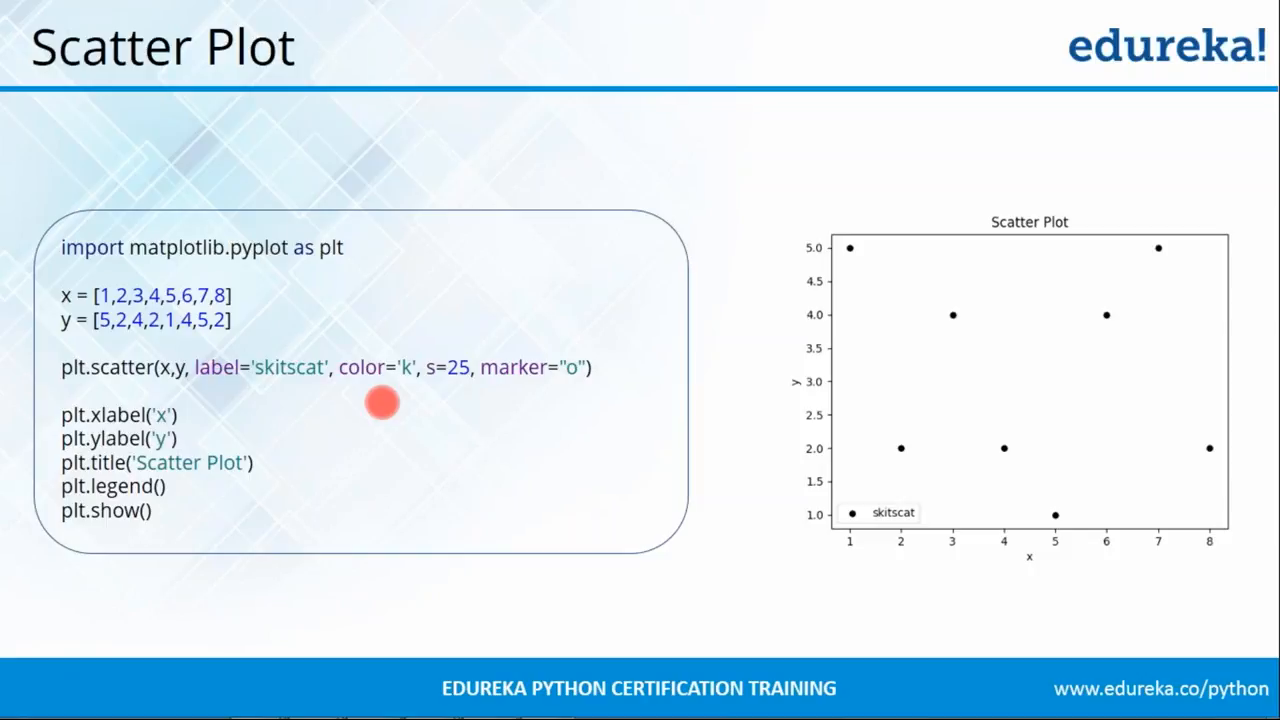 Scatter Plot
edureka!
import matplotlib.pyplot as plt
x = [1,2,3,4,5,6,7,8]
y = [5,2,4,2,1,4,5,2]
plt.scatter(x,y, label='skitscat', color='k', s=25, marker="o")
plt.xlabel('x')
plt.ylabel('y')
plt.title('Scatter Plot')
plt.legend()
plt.show()
Scatter Plot
5.0
4.5
4.0
3.5
3.0
2.5
2.0
1.5
1.0
y
skitscat
1 2 3 4 5 6 7 8
x
EDUREKA PYTHON CERTIFICATION TRAINING
www.edureka.co/python